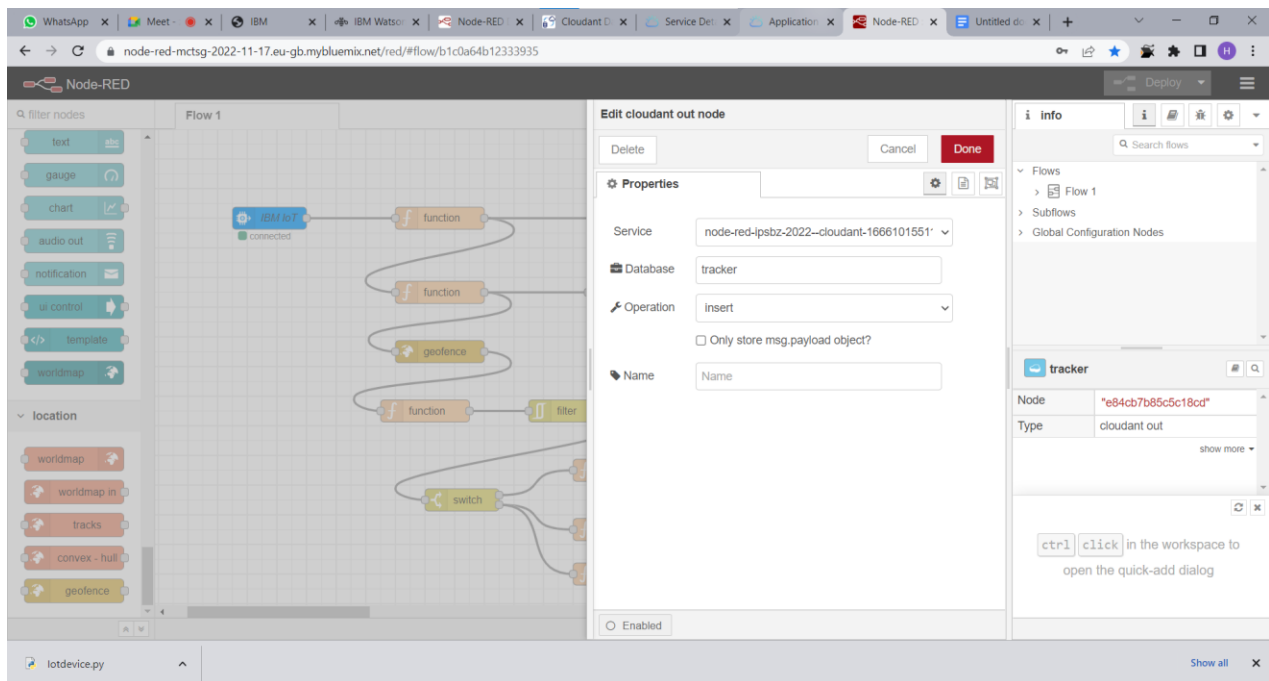 WhatsApp
Meet -
IBM
IBM Watson
Node-RED
Cloudant D
Service Deta
Application
Node-RED
Untitled do
node-red-mctsg-2022-11-17.eu-gb.mybluemix.net/red/#flow/b1c0a64b12333935
H
Node-RED
Deploy
filter nodes
Flow 1
text
abc
gauge
chart
audio out
notification
ui control
template
worldmap
location
worldmap
worldmap in
tracks
convex - hull
geofence
IBM IoT
connected
function
function
geofence
function
filter
switch
Edit cloudant out node
Delete
Cancel
Done
Properties
Service
node-red-ipsbz-2022--cloudant-1666101551
Database
tracker
Operation
insert
Only store msg.payload object?
Name
Name
Enabled
i info
i
Search flows
Flows
Flow 1
Subflows
Global Configuration Nodes
tracker
Node
"e84cb7b85c5c18cd"
Type
cloudant out
show more
ctrl click in the workspace to
open the quick-add dialog
Iotdevice.py
Show all